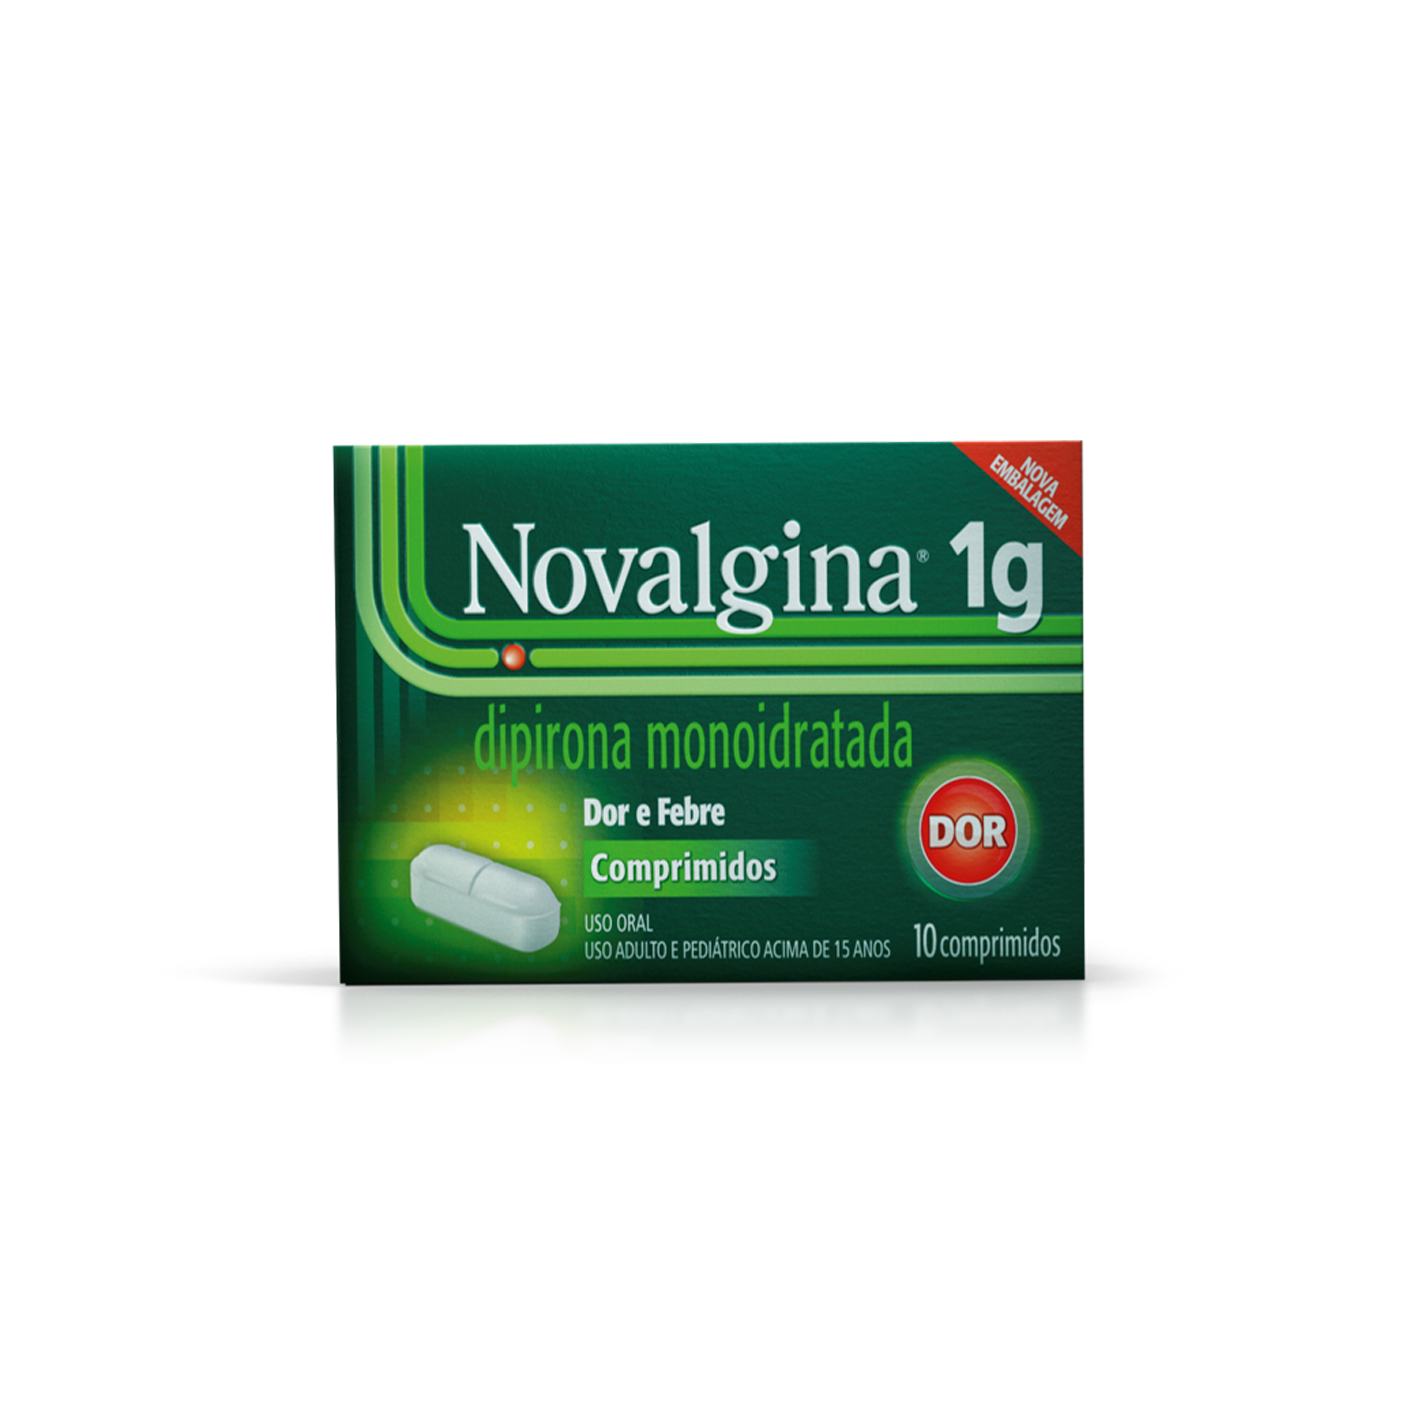 NOVA
EMBALAGEM
Novalgina® 1g
dipirona monoidratada
Dor e Febre
Comprimidos
DOR
USO ORAL
USO ADULTO E PEDIÁTRICO ACIMA DE 15 ANOS
10 comprimidos